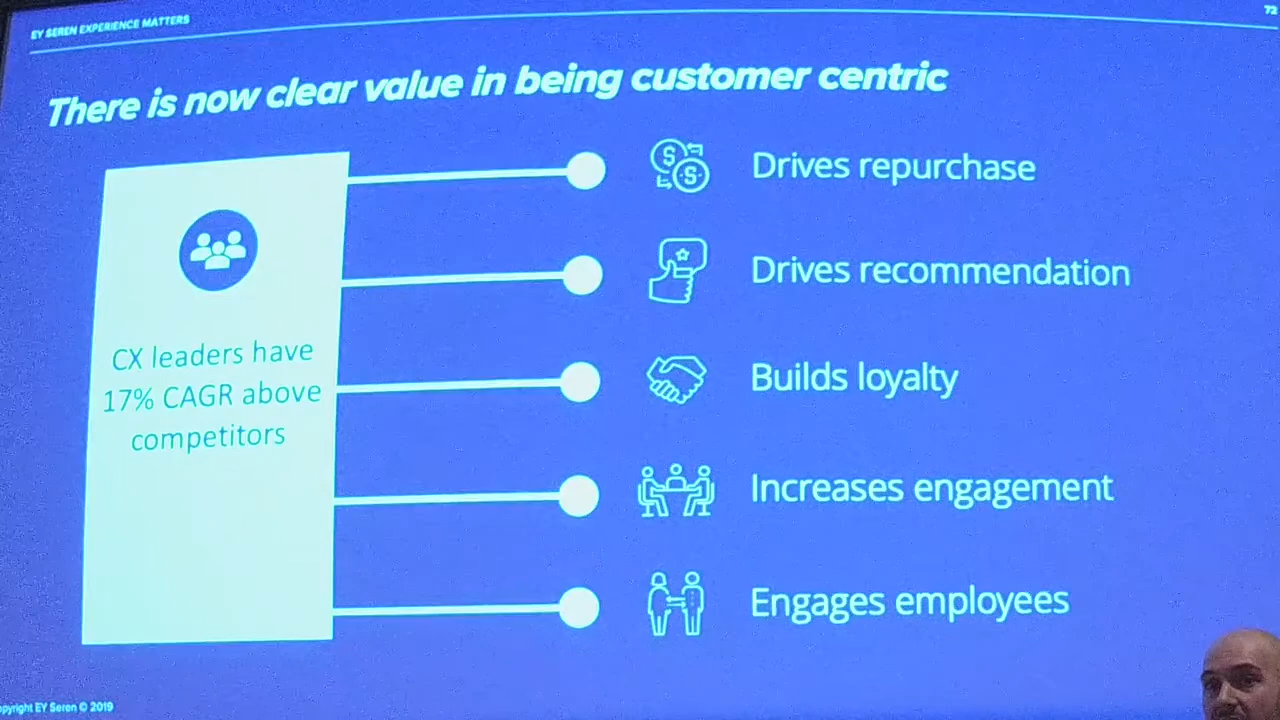 EY SEREN EXPERIENCE MATTERS
72
There is now clear value in being customer centric
CX leaders have
17% CAGR above
competitors
Drives repurchase
Drives recommendation
Builds loyalty
Increases engagement
Engages employees
opyright EY Seren © 2019